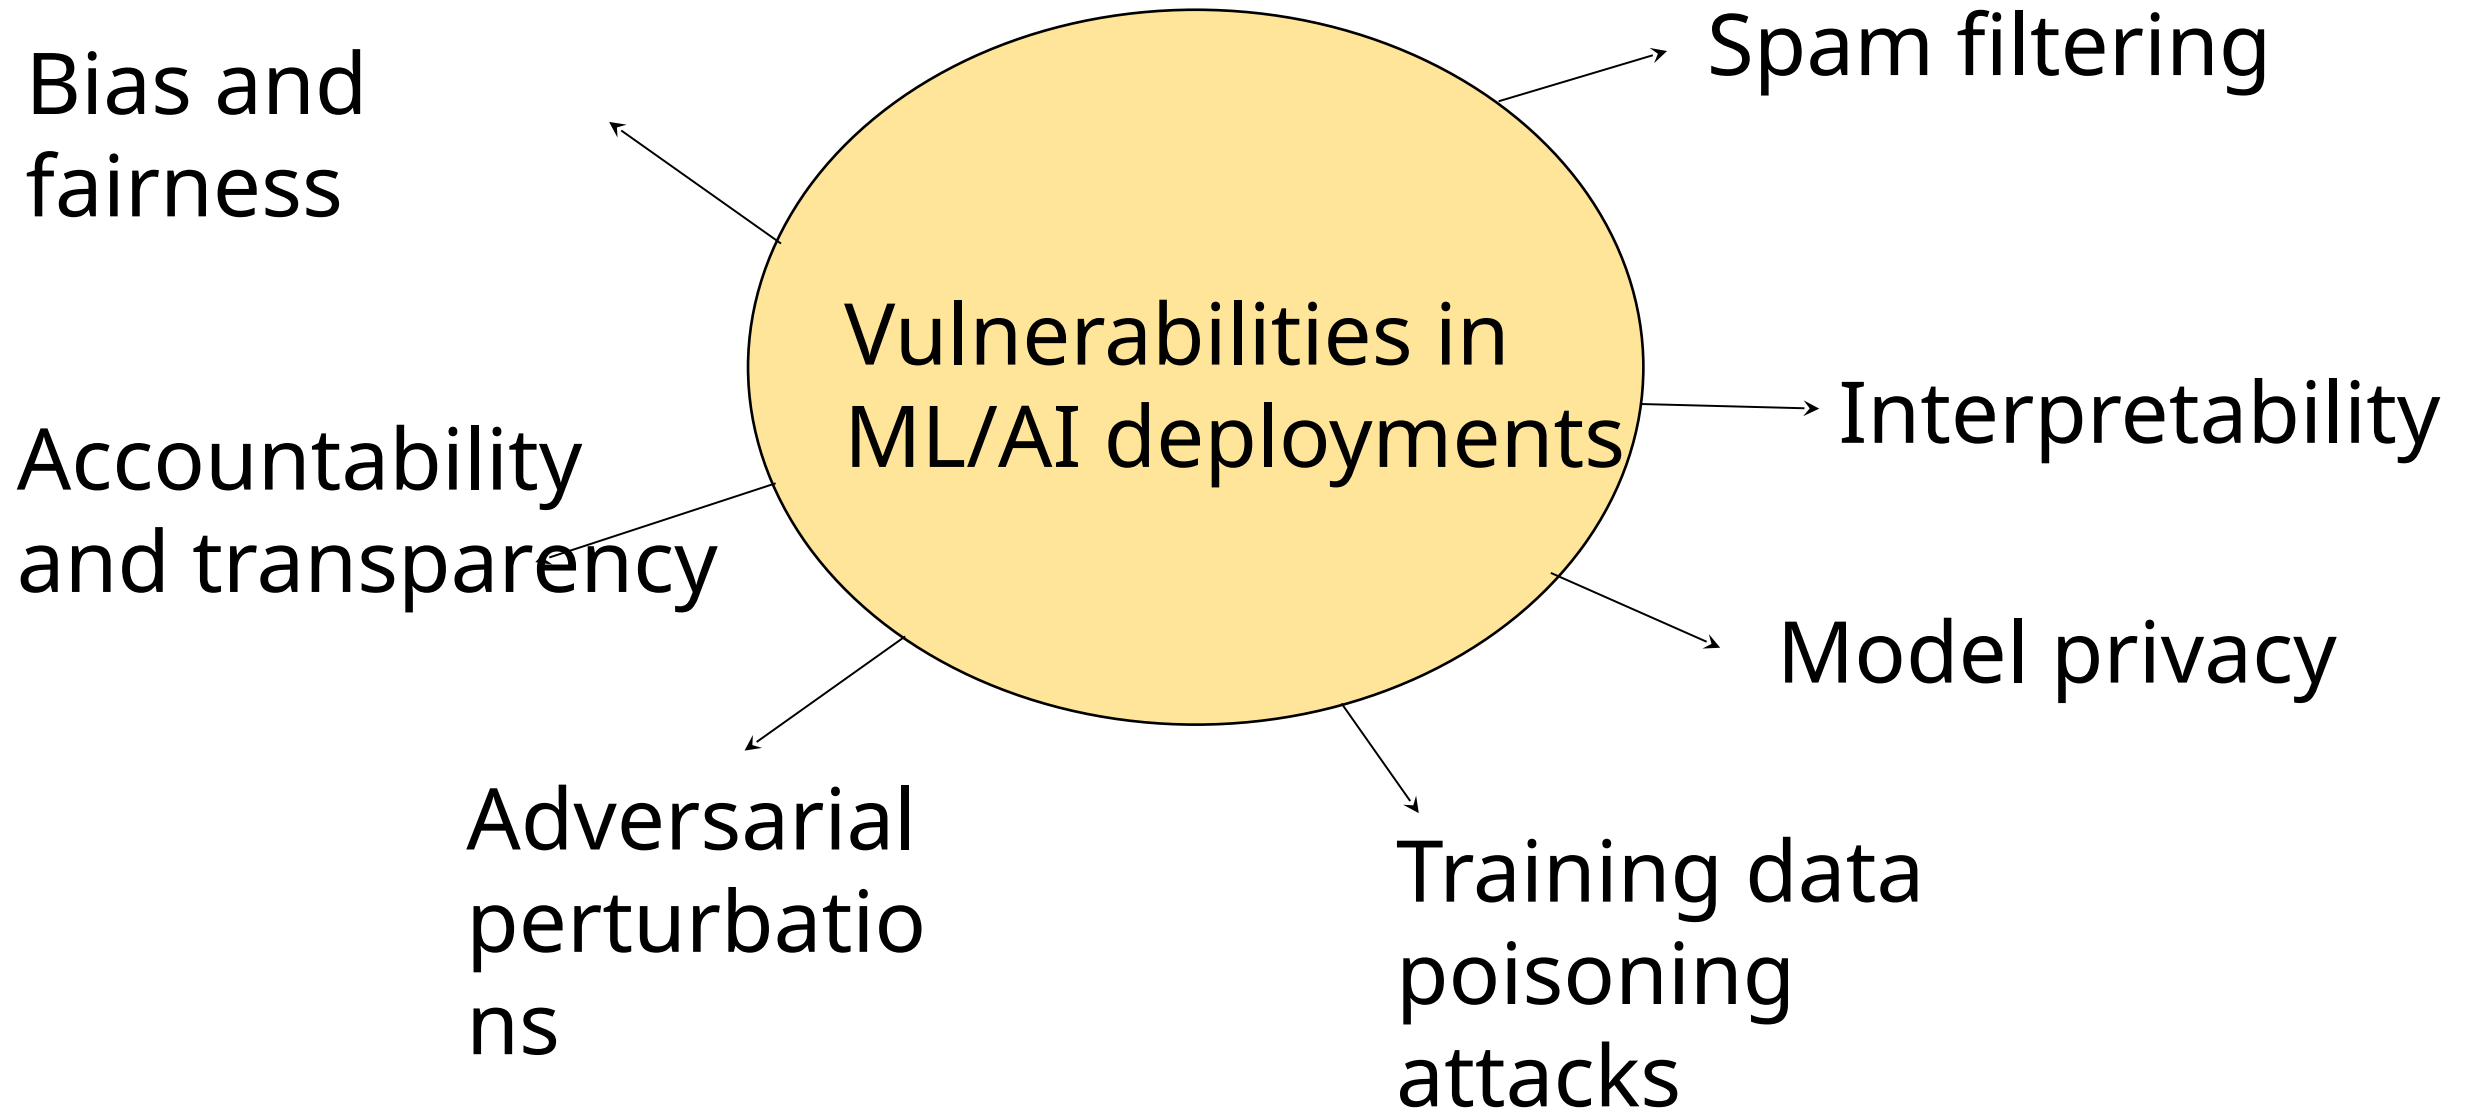 Spam filtering
Bias and
fairness
Vulnerabilities in
ML/AI deployments
Interpretability
Accountability
and transparency
Model privacy
Adversarial
perturbatio
ns
Training data
poisoning
attacks